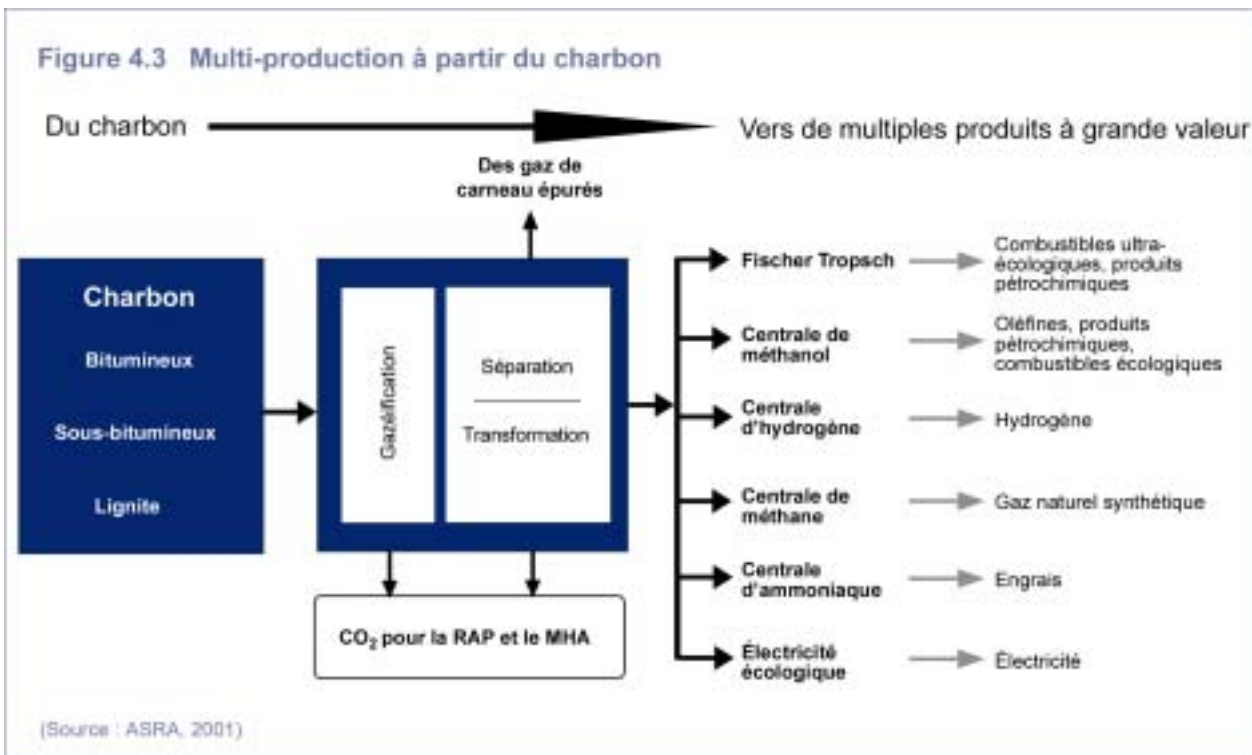 Figure 4.3 Multi-production à partir du charbon
Du charbon
Vers de multiples produits à grande valeur
Des gaz de
carneau épurés
Charbon
Bitumineux
Sous-bitumineux
Lignite
Gazéification
Séparation
Transformation
CO₂ pour la RAP et le MHA
Fischer Tropsch
Combustibles ultra-
écologiques, produits
pétrochimiques
Centrale de
méthanol
Oléfines, produits
pétrochimiques,
combustibles écologiques
Centrale
d'hydrogène
Hydrogène
Centrale de
méthane
Gaz naturel synthétique
Centrale
d'ammoniaque
Engrais
Électricité
écologique
Électricité
(Source : ASRA, 2001)